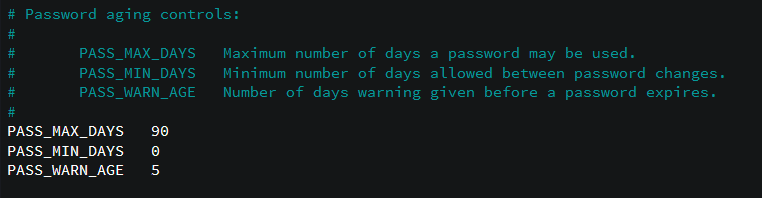 # Password aging controls:
#
#       PASS_MAX_DAYS   Maximum number of days a password may be used.
#       PASS_MIN_DAYS   Minimum number of days allowed between password changes.
#       PASS_WARN_AGE   Number of days warning given before a password expires.
#
PASS_MAX_DAYS   90
PASS_MIN_DAYS   0
PASS_WARN_AGE   5